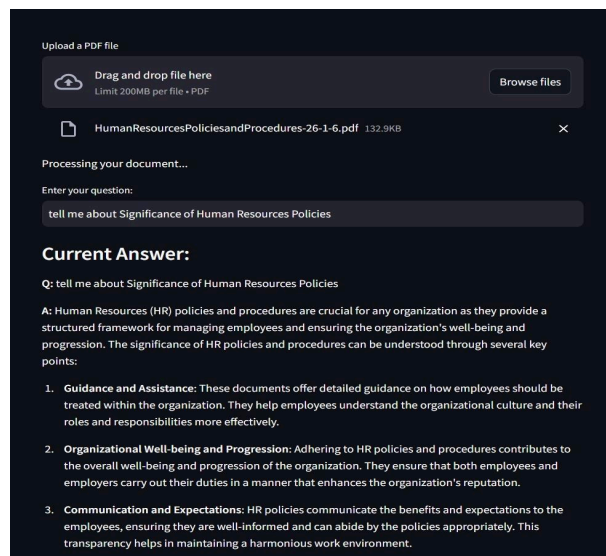 Upload a PDF file
Drag and drop file here
Limit 200MB per file • PDF
Browse files
HumanResourcesPoliciesandProcedures-26-1-6.pdf 132.9KB
Processing your document...
Enter your question:
tell me about Significance of Human Resources Policies
Current Answer:
Q: tell me about Significance of Human Resources Policies
A: Human Resources (HR) policies and procedures are crucial for any organization as they provide a
structured framework for managing employees and ensuring the organization's well-being and
progression. The significance of HR policies and procedures can be understood through several key
points:
1. Guidance and Assistance: These documents offer detailed guidance on how employees should be
treated within the organization. They help employees understand the organizational culture and their
roles and responsibilities more effectively.
2. Organizational Well-being and Progression: Adhering to HR policies and procedures contributes to
the overall well-being and progression of the organization. They ensure that both employees and
employers carry out their duties in a manner that enhances the organization's reputation.
3. Communication and Expectations: HR policies communicate the benefits and expectations to the
employees, ensuring they are well-informed and can abide by the policies appropriately. This
transparency helps in maintaining a harmonious work environment.